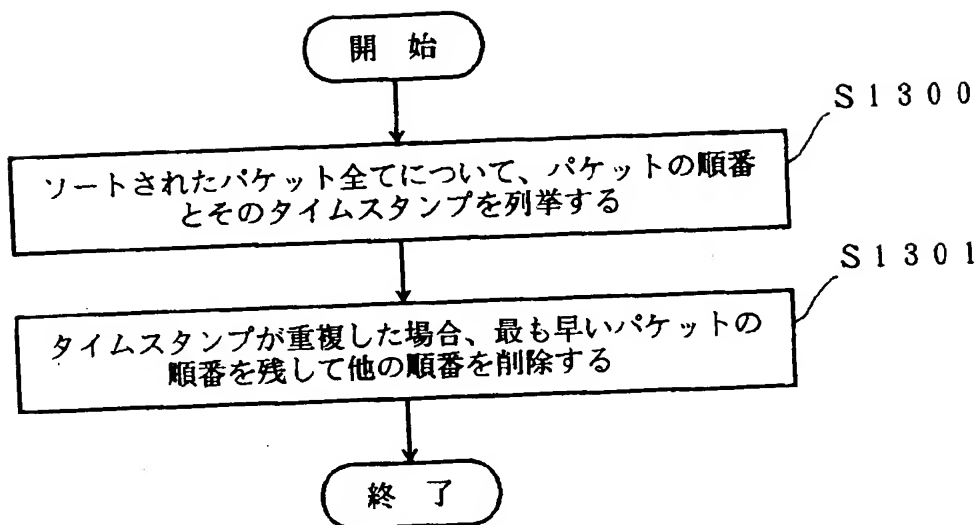 開 始
S1300
ソートされたパケット全てについて、パケットの順番
とそのタイムスタンプを列挙する
S1301
タイムスタンプが重複した場合、最も早いパケットの
順番を残して他の順番を削除する
終 了